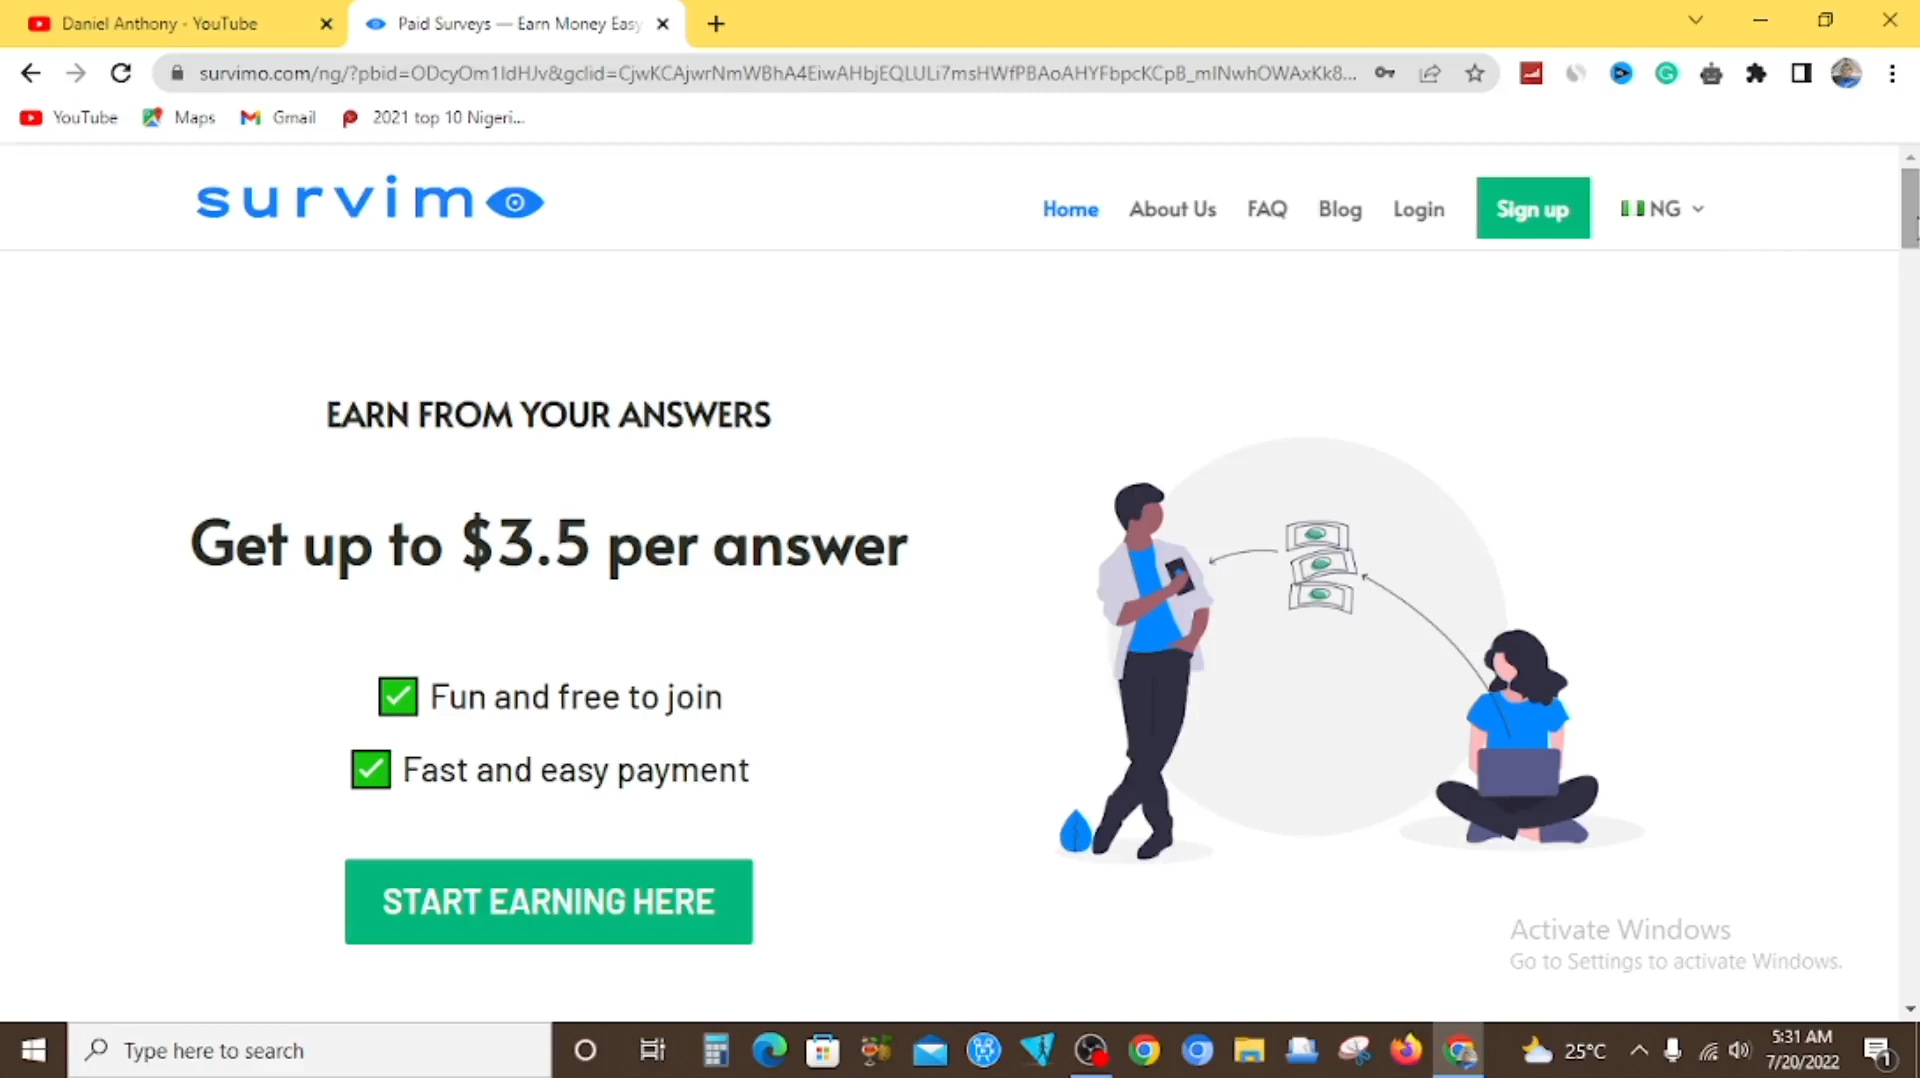 Daniel Anthony - YouTube
Paid Surveys — Earn Money Easy
survimo.com/ng/?pbid=ODcyOm1IdHJv&gclid=CjwKCAjwrNmWBhA4EiwAHbjEQLULi7msHWfPBAoAHYFbpcKCpB_mINwhOWAxKk8...
YouTube
Maps
Gmail
2021 top 10 Nigeri...
survimo
Home
About Us
FAQ
Blog
Login
Sign up
NG
EARN FROM YOUR ANSWERS
Get up to $3.5 per answer
Fun and free to join
Fast and easy payment
START EARNING HERE
Activate Windows
Go to Settings to activate Windows.
Type here to search
25°C
5:31 AM
7/20/2022
1